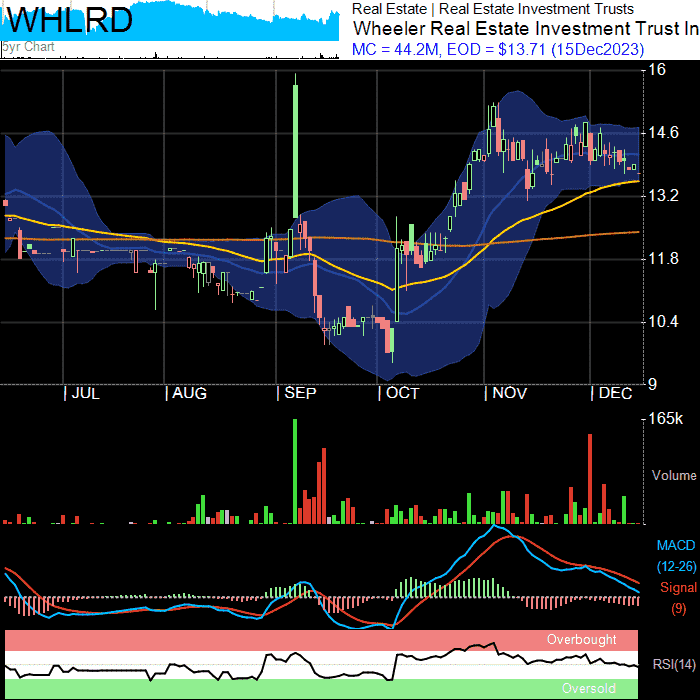 WHLRD
5yr Chart
Real Estate | Real Estate Investment Trusts
Wheeler Real Estate Investment Trust In
MC = 44.2M, EOD = $13.71 (15Dec2023)
16
14.6
13.2
11.8
10.4
9
| JUL | AUG | SEP | OCT | NOV | DEC
165k
Volume
MACD
(12-26)
Signal
(9)
Overbought
RSI(14)
Oversold